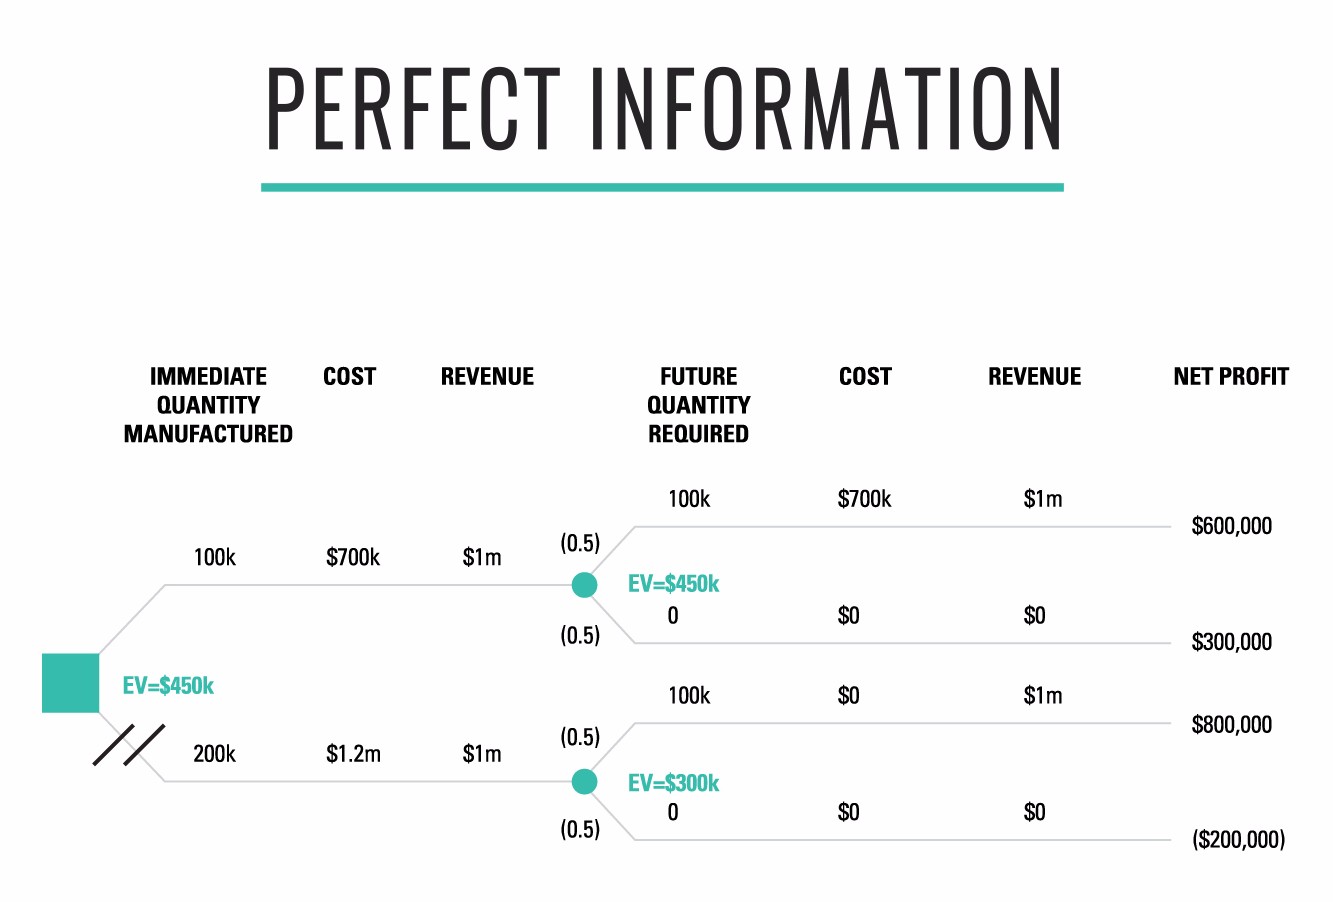 PERFECT INFORMATION
IMMEDIATE QUANTITY MANUFACTURED
COST
REVENUE
FUTURE QUANTITY REQUIRED
COST
REVENUE
NET PROFIT
100k $700k $1m
(0.5)
100k $700k $1m $600,000
EV=$450k
(0.5)
0 $0 $0 $300,000
EV=$450k
200k $1.2m $1m
(0.5)
100k $0 $1m $800,000
EV=$300k
(0.5)
0 $0 $0 ($200,000)